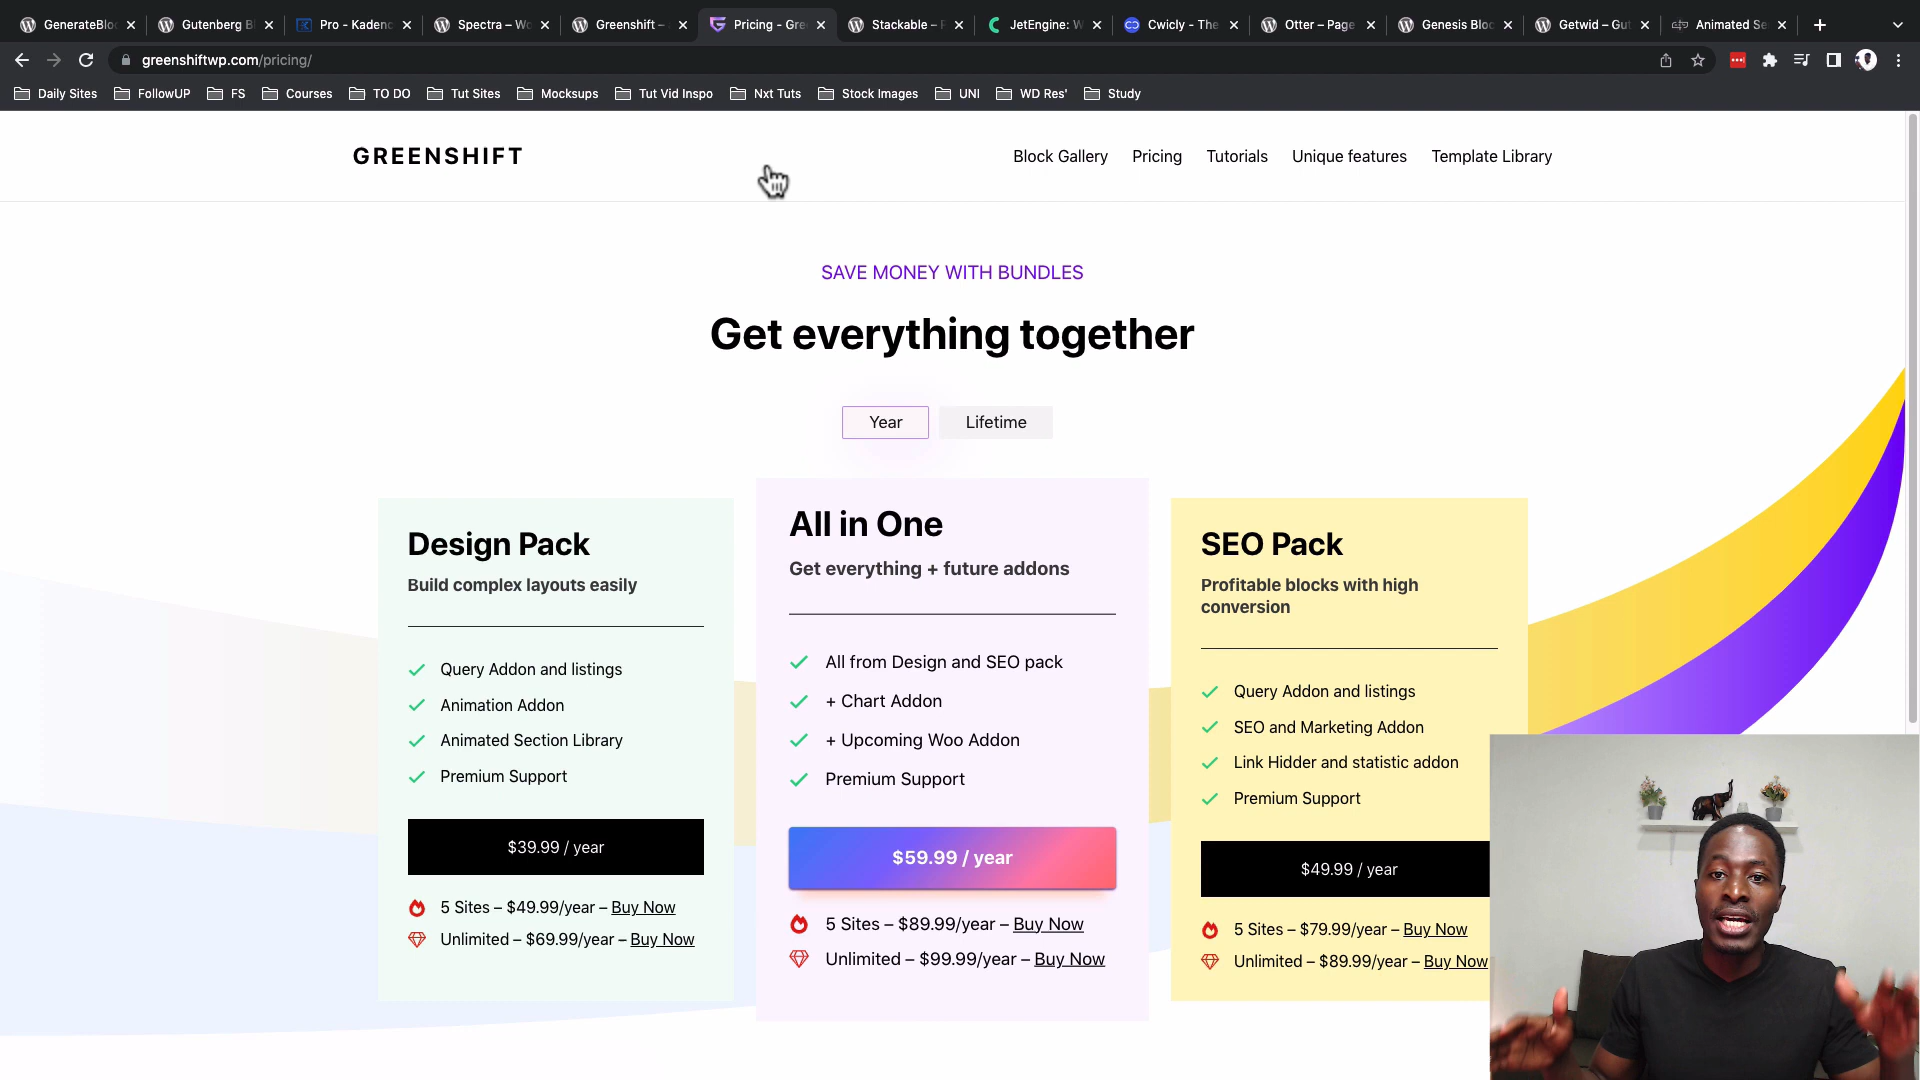 GenerateBloc
Gutenberg B
Pro - Kadenc
Spectra – Wo
Greenshift –
Pricing - Gre
Stackable –
JetEngine: W
Cwicly - The
Otter – Page
Genesis Bloc
Getwid – Gut
Animated Se
greenshiftwp.com/pricing/
Daily Sites
FollowUP
FS
Courses
TO DO
Tut Sites
Mocksups
Tut Vid Inspo
Nxt Tuts
Stock Images
UNI
WD Res'
Study
GREENSHIFT
Block Gallery
Pricing
Tutorials
Unique features
Template Library
SAVE MONEY WITH BUNDLES
Get everything together
Year
Lifetime
Design Pack
Build complex layouts easily
Query Addon and listings
Animation Addon
Animated Section Library
Premium Support
$39.99 / year
5 Sites – $49.99/year – Buy Now
Unlimited – $69.99/year – Buy Now
All in One
Get everything + future addons
All from Design and SEO pack
+ Chart Addon
+ Upcoming Woo Addon
Premium Support
$59.99 / year
5 Sites – $89.99/year – Buy Now
Unlimited – $99.99/year – Buy Now
SEO Pack
Profitable blocks with high
conversion
Query Addon and listings
SEO and Marketing Addon
Link Hidder and statistic addon
Premium Support
$49.99 / year
5 Sites – $79.99/year – Buy Now
Unlimited – $89.99/year – Buy Now